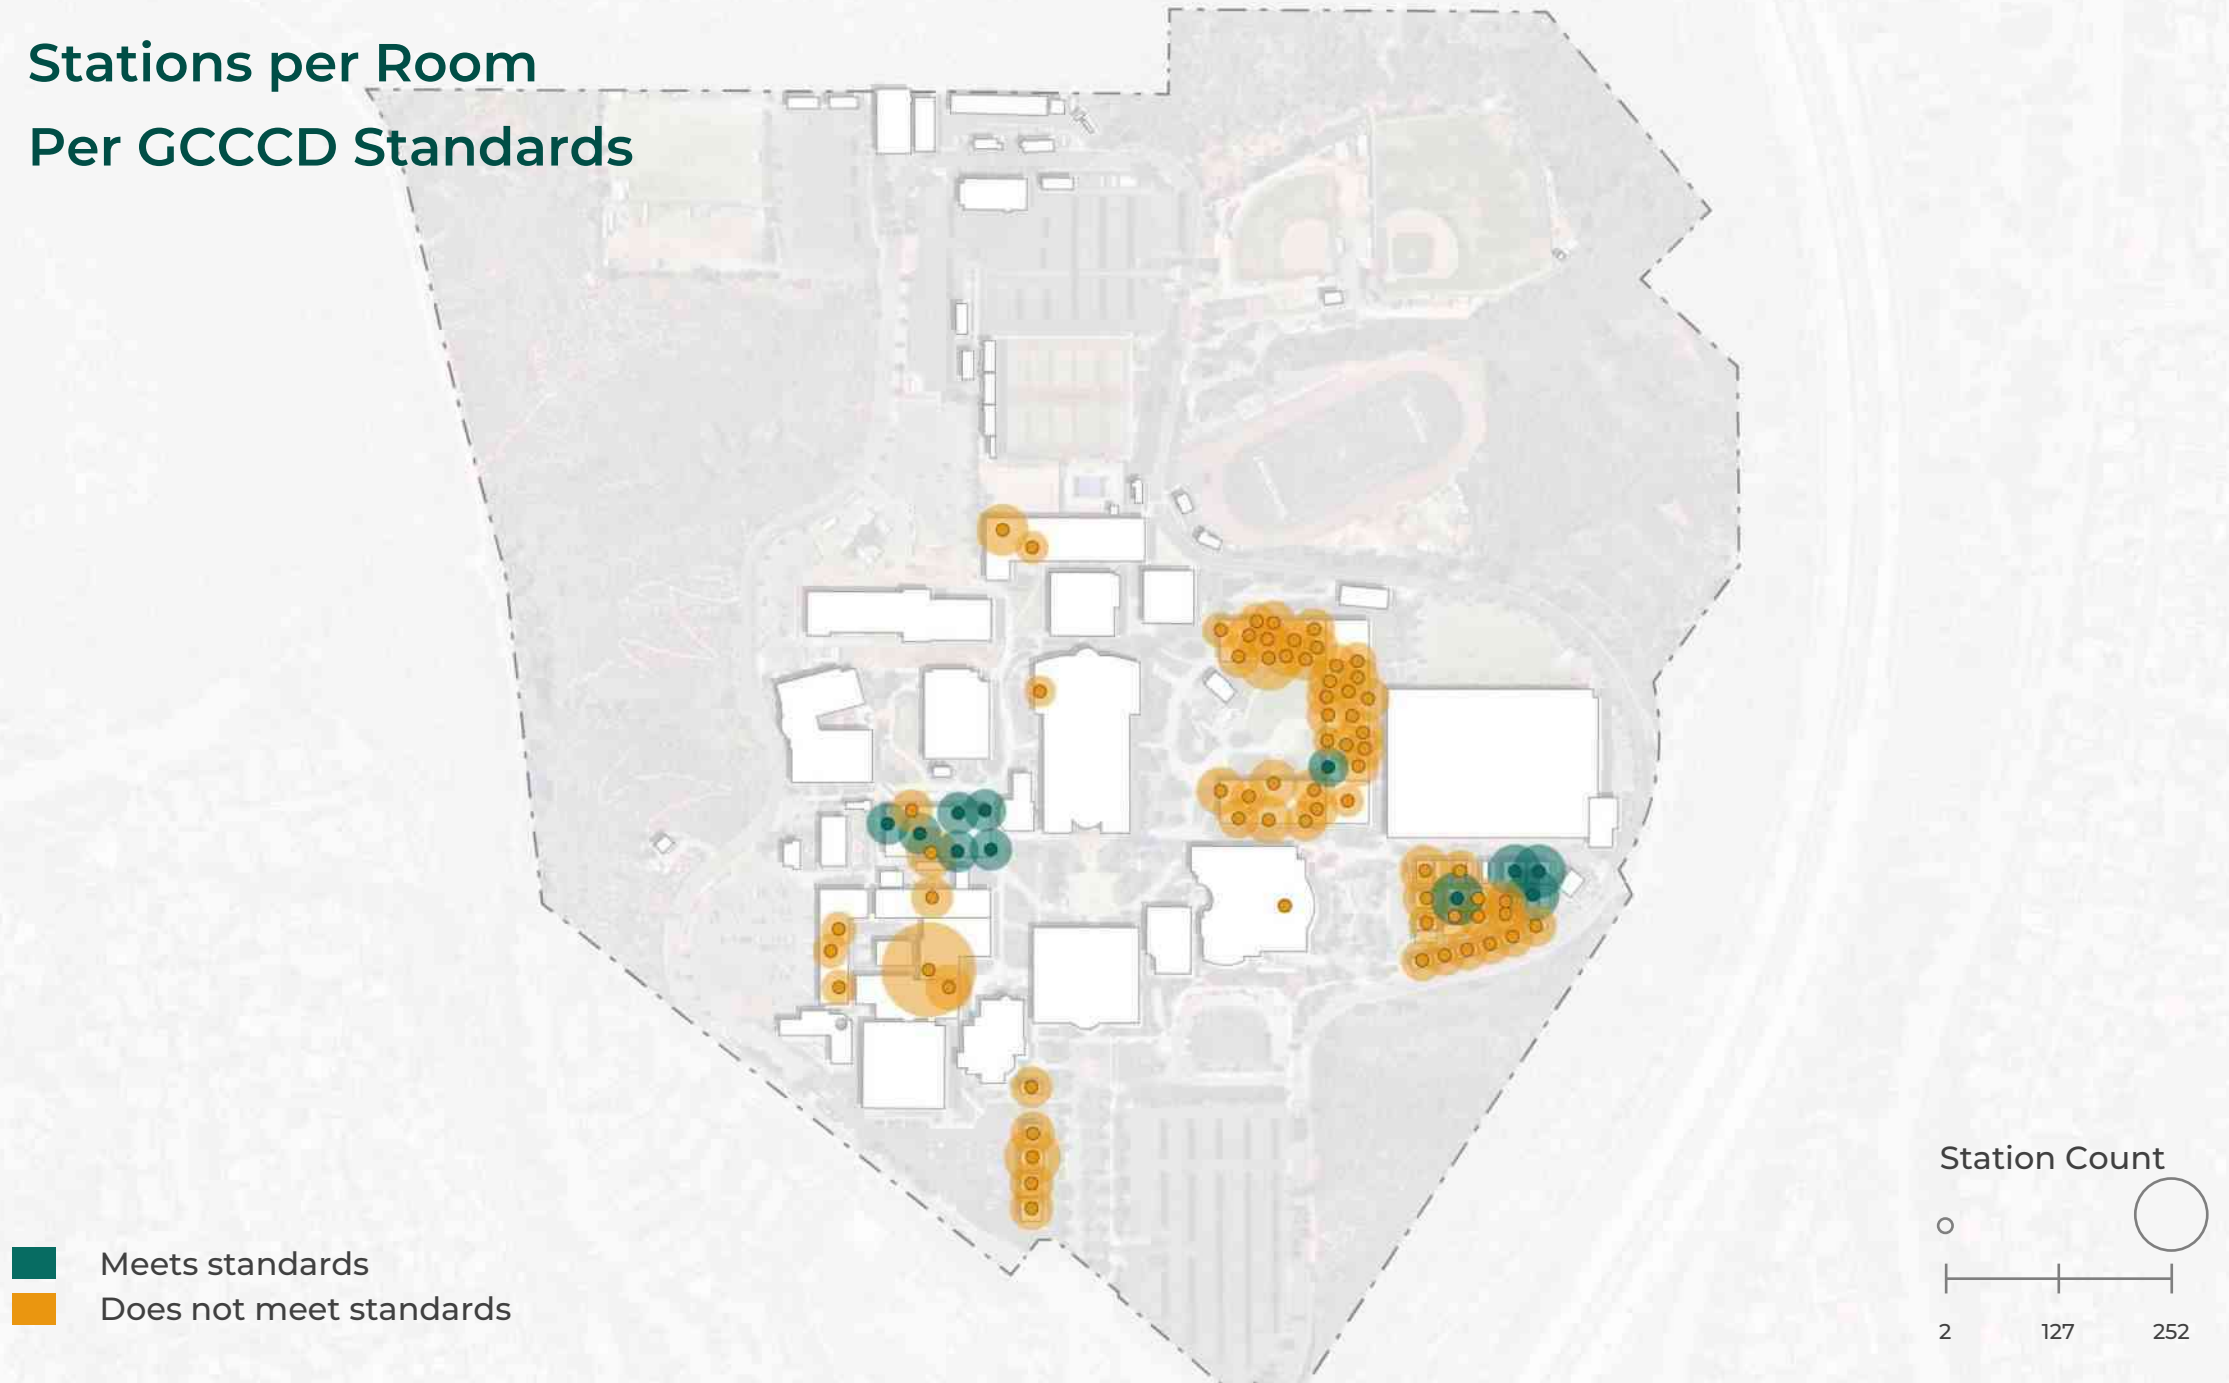 Stations per Room
Per GCCCD Standards
Meets standards
Does not meet standards
Station Count
2 127 252